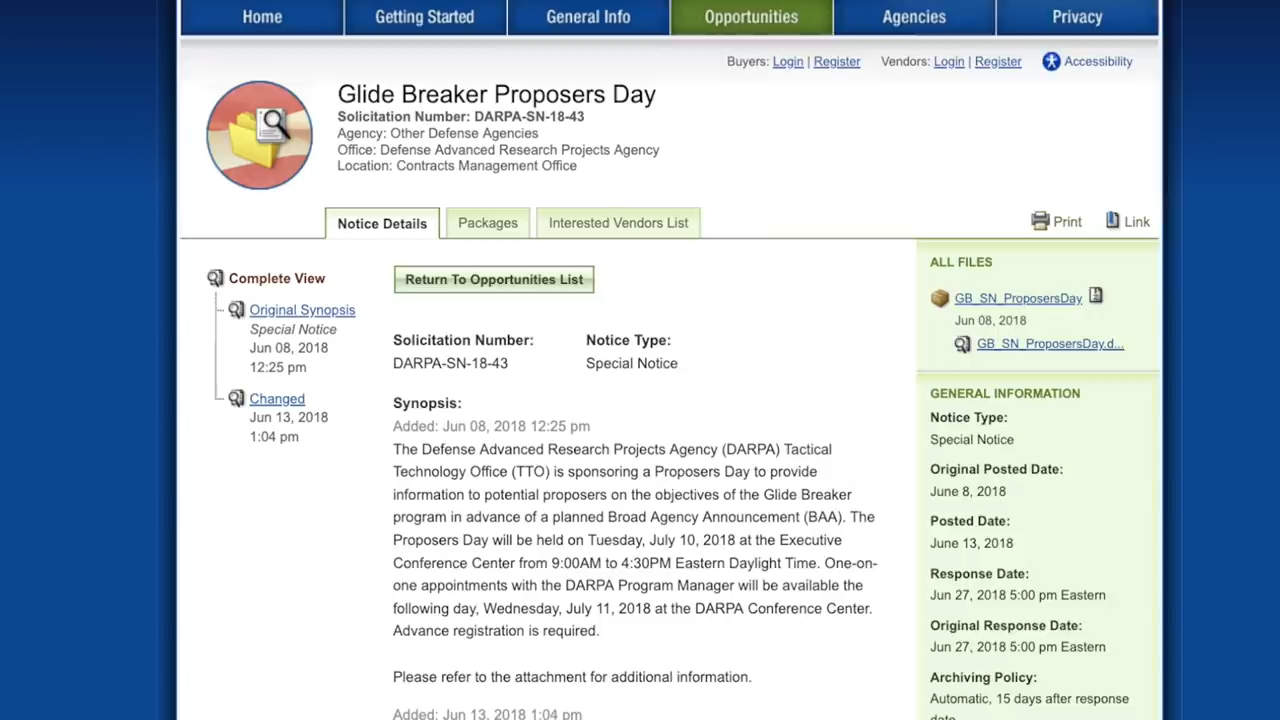 Home
Getting Started
General Info
Opportunities
Agencies
Privacy
Buyers: Login | Register Vendors: Login | Register Accessibility
Glide Breaker Proposers Day
Solicitation Number: DARPA-SN-18-43
Agency: Other Defense Agencies
Office: Defense Advanced Research Projects Agency
Location: Contracts Management Office
Notice Details
Packages
Interested Vendors List
Print
Link
Complete View
Original Synopsis
Special Notice
Jun 08, 2018
12:25 pm
Changed
Jun 13, 2018
1:04 pm
Return To Opportunities List
Solicitation Number:
DARPA-SN-18-43
Notice Type:
Special Notice
Synopsis:
Added: Jun 08, 2018 12:25 pm
The Defense Advanced Research Projects Agency (DARPA) Tactical
Technology Office (TTO) is sponsoring a Proposers Day to provide
information to potential proposers on the objectives of the Glide Breaker
program in advance of a planned Broad Agency Announcement (BAA). The
Proposers Day will be held on Tuesday, July 10, 2018 at the Executive
Conference Center from 9:00AM to 4:30PM Eastern Daylight Time. One-on-
one appointments with the DARPA Program Manager will be available the
following day, Wednesday, July 11, 2018 at the DARPA Conference Center.
Advance registration is required.
Please refer to the attachment for additional information.
Added: Jun 13, 2018 1:04 pm
ALL FILES
GB_SN_ProposersDay
Jun 08, 2018
GB_SN_ProposersDay.d...
GENERAL INFORMATION
Notice Type:
Special Notice
Original Posted Date:
June 8, 2018
Posted Date:
June 13, 2018
Response Date:
Jun 27, 2018 5:00 pm Eastern
Original Response Date:
Jun 27, 2018 5:00 pm Eastern
Archiving Policy:
Automatic, 15 days after response
date